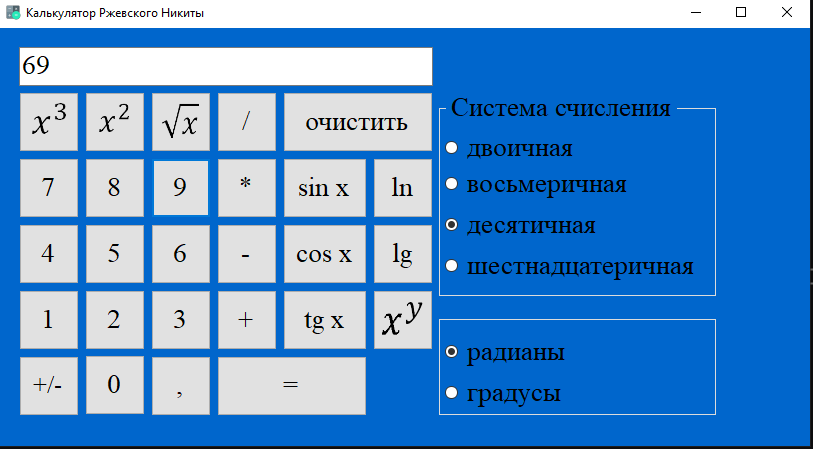 Калькулятор Ржевского Никиты
69
x³ x² √x / очистить
7 8 9 * sin x ln
4 5 6 - cos x lg
1 2 3 + tg x xʸ
+/- 0 , =
Система счисления
двоичная
восьмеричная
десятичная
шестнадцатеричная
радианы
градусы